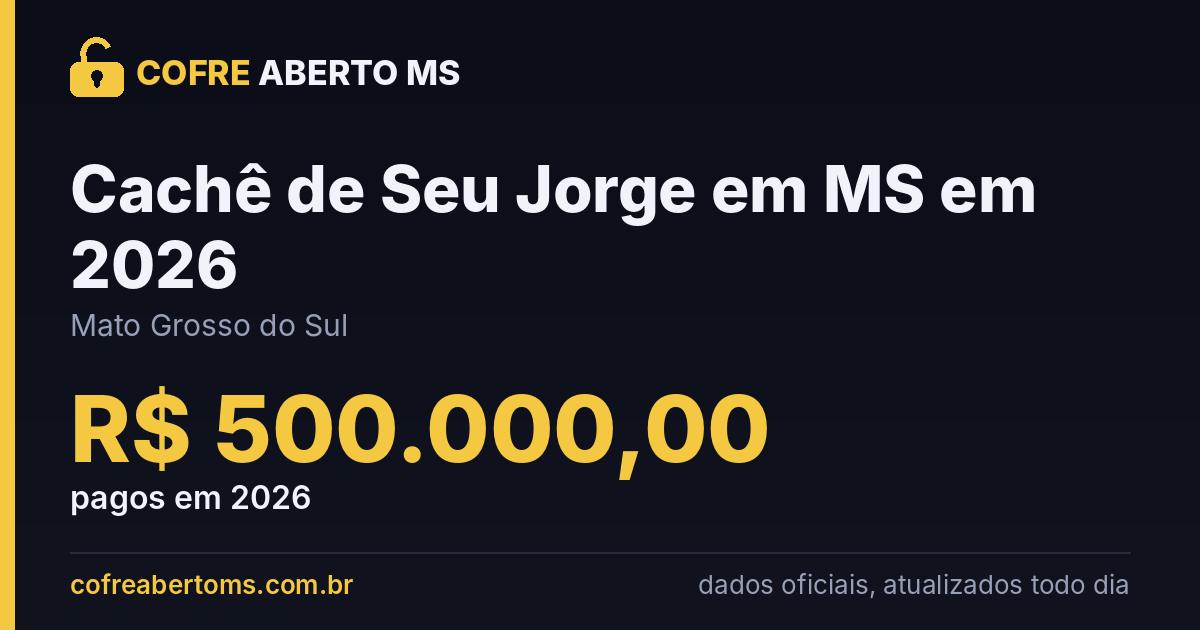 COFRE ABERTO MS
Cachê de Seu Jorge em MS em
2026
Mato Grosso do Sul
R$ 500.000,00
pagos em 2026
cofreabertoms.com.br
dados oficiais, atualizados todo dia